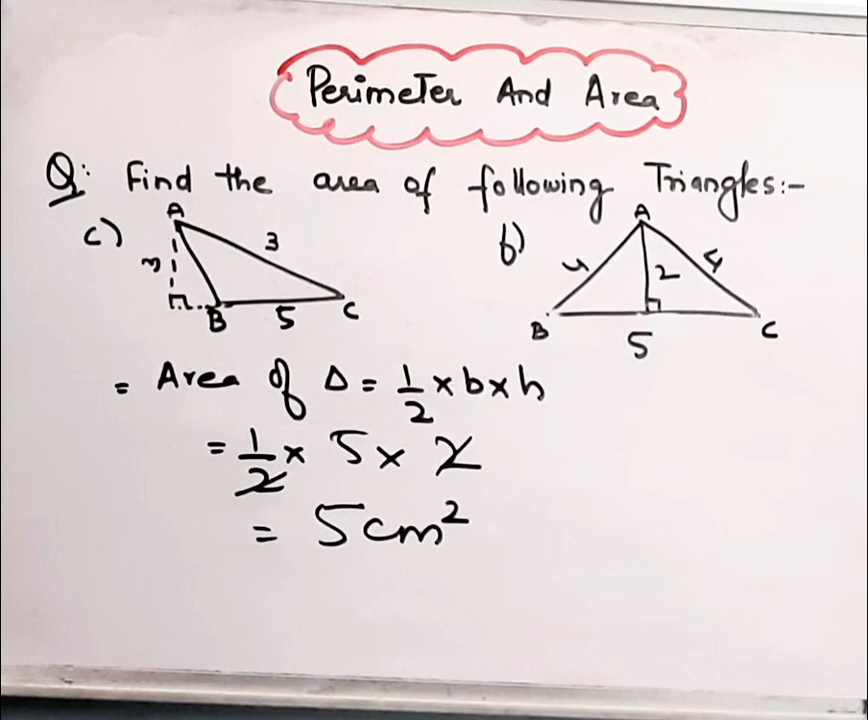 Perimeter And Area
Q: Find the area of following Triangles:-
c) A 3 3 B 5 C
b) A 4 2 4 B 5 C
= Area of Δ = 1/2 × b × h
= 1/2 × 5 × 2
= 5cm²